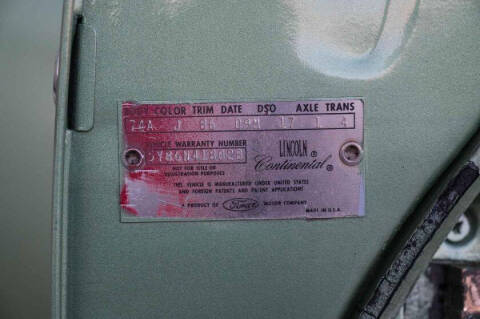 BODY COLOR TRIM DATE DSO AXLE TRANS
74A J 86 09M 17 1 4
VEHICLE WARRANTY NUMBER
LINCOLN®
Continental®
NOT FOR TITLE OR
REGISTRATION PURPOSES
THIS VEHICLE IS MANUFACTURED UNDER UNITED STATES
AND FOREIGN PATENTS AND PATENT APPLICATIONS
A PRODUCT OF Ford MOTOR COMPANY
MADE IN U.S.A.